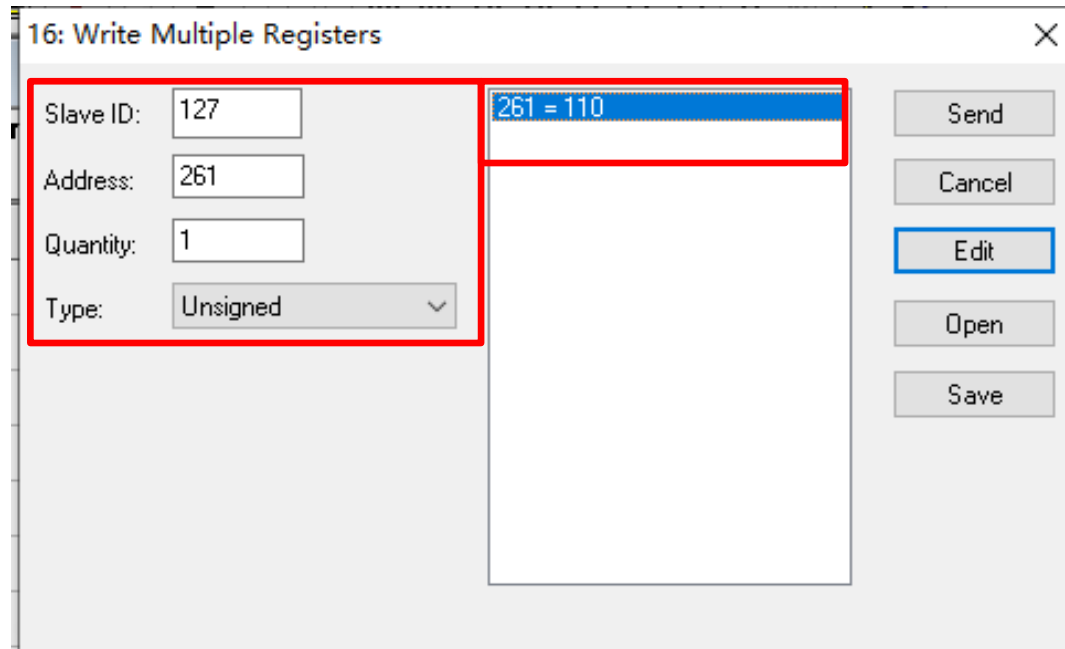 16: Write Multiple Registers
Slave ID: 127
Address: 261
Quantity: 1
Type: Unsigned
261 = 110
Send
Cancel
Edit
Open
Save